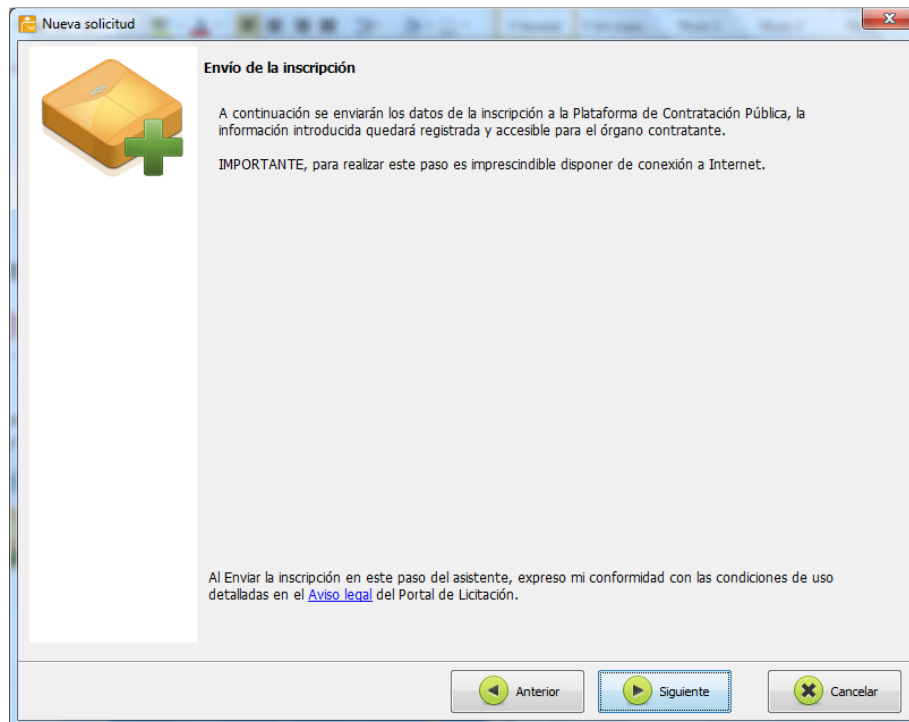 Nueva solicitud
Envío de la inscripción
A continuación se enviarán los datos de la inscripción a la Plataforma de Contratación Pública, la
información introducida quedará registrada y accesible para el órgano contratante.
IMPORTANTE, para realizar este paso es imprescindible disponer de conexión a Internet.
Al Enviar la inscripción en este paso del asistente, expreso mi conformidad con las condiciones de uso
detalladas en el Aviso legal del Portal de Licitación.
Anterior
Siguiente
Cancelar